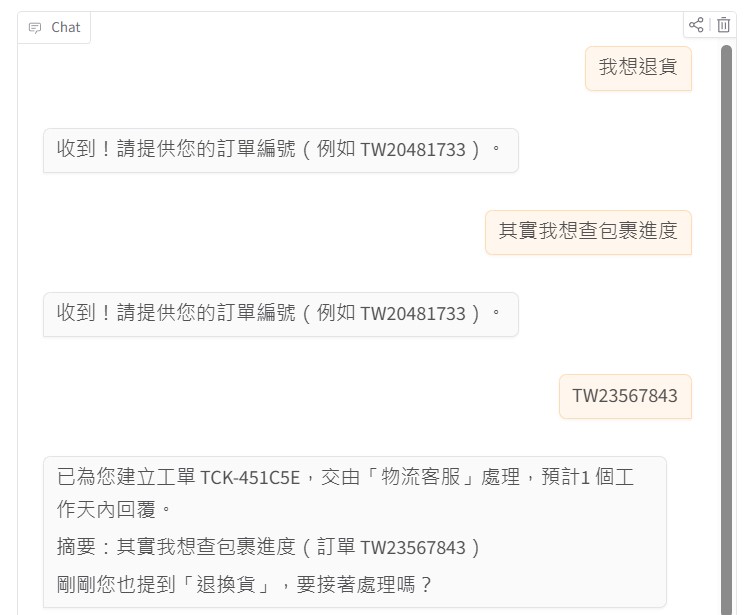 Chat
我想退貨
收到！請提供您的訂單編號（例如 TW20481733）。
其實我想查包裹進度
收到！請提供您的訂單編號（例如 TW20481733）。
TW23567843
已為您建立工單 TCK-451C5E，交由「物流客服」處理，預計1 個工
作天內回覆。
摘要：其實我想查包裹進度（訂單 TW23567843）
剛剛您也提到「退換貨」，要接著處理嗎？